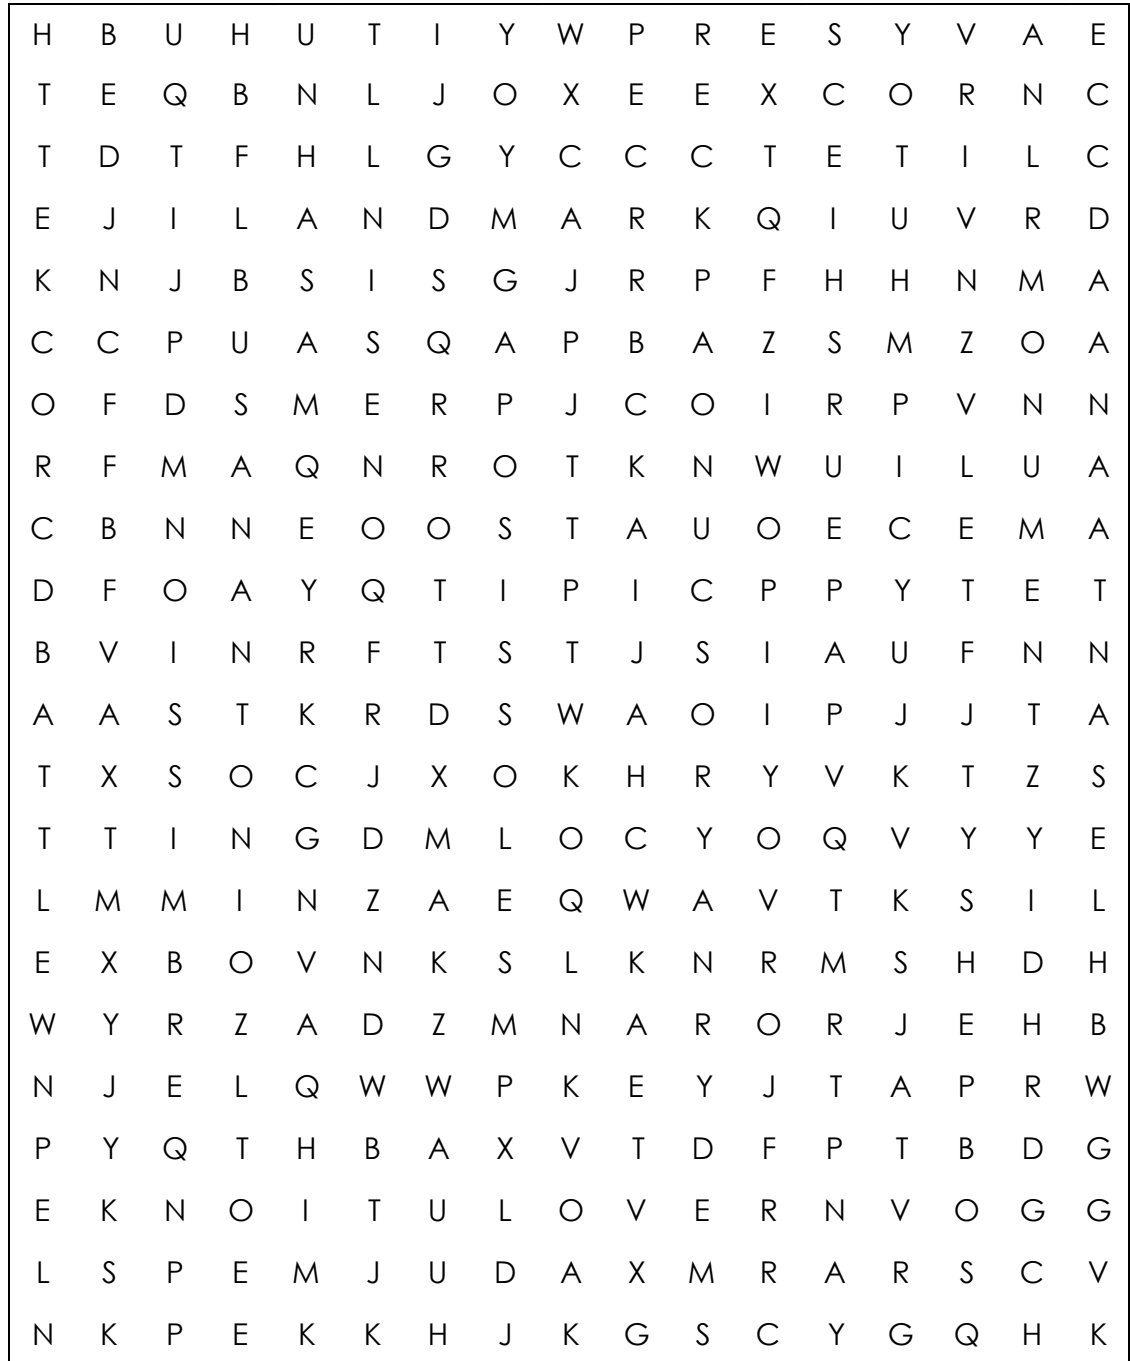 H B U H U T I Y W P R E S Y V A E
T E Q B N L J O X E E X C O R N C
T D T F H L G Y C C C T E T I L C
E J I L A N D M A R K Q I U V R D
K N J B S I S G J R P F H H N M A
C C P U A S Q A P B A Z S M Z O A
O F D S M E R P J C O I R P V N N
R F M A Q N R O T K N W U I L U A
C B N N E O O S T A U O E C E M A
D F O A Y Q T I P I C P P Y T E T
B V I N R F T S T J S I A U F N N
A A S T K R D S W A O I P J J T A
T X S O C J X O K H R Y V K T Z S
T T I N G D M L O C Y O Q V Y Y E
L M M I N Z A E Q W A V T K S I L
E X B O V N K S L K N R M S H D H
W Y R Z A D Z M N A R O R J E H B
N J E L Q W W P K E Y J T A P R W
P Y Q T H B A X V T D F P T B D G
E K N O I T U L O V E R N V O G G
L S P E M J U D A X M R A R S C V
N K P E K K H J K G S C Y G Q H K